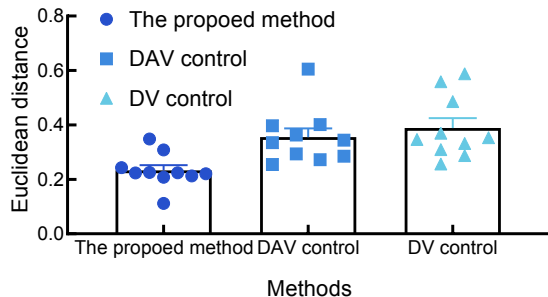 0.8
0.6
0.4
0.2
0.0
Euclidean distance
The propoed method
DAV control
DV control
The propoed method
DAV control
DV control
Methods